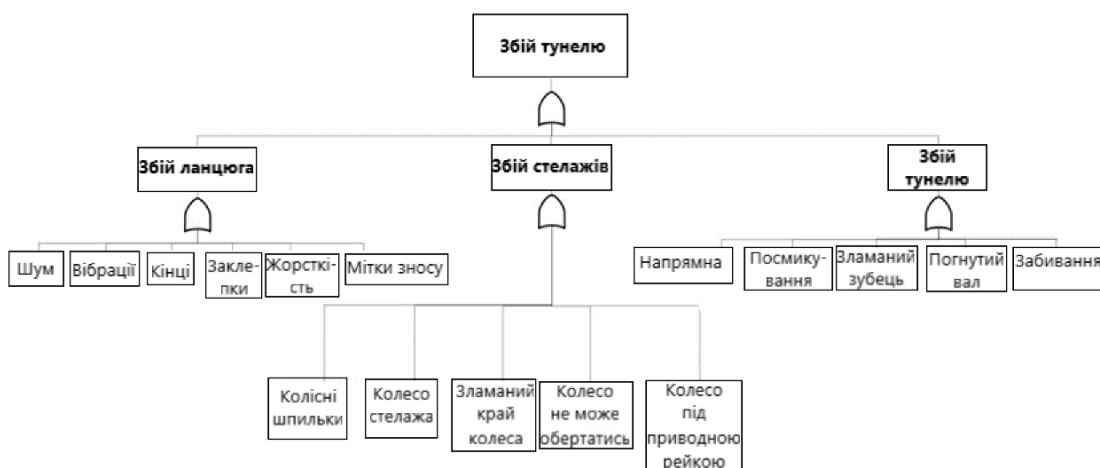 Збій тунелю
Збій ланцюга
Збій стелажів
Збій
тунелю
Шум
Вібрації
Кінці
Закле-
пки
Жорсткі-
сть
Мітки зносу
Напрямна
Посмику-
вання
Зламаний
зубець
Погнутий
вал
Забивання
Колісні
шпильки
Колесо
стелажа
Зламаний
край
колеса
Колесо
не може
обертатись
Колесо
під
приводною
рейкою